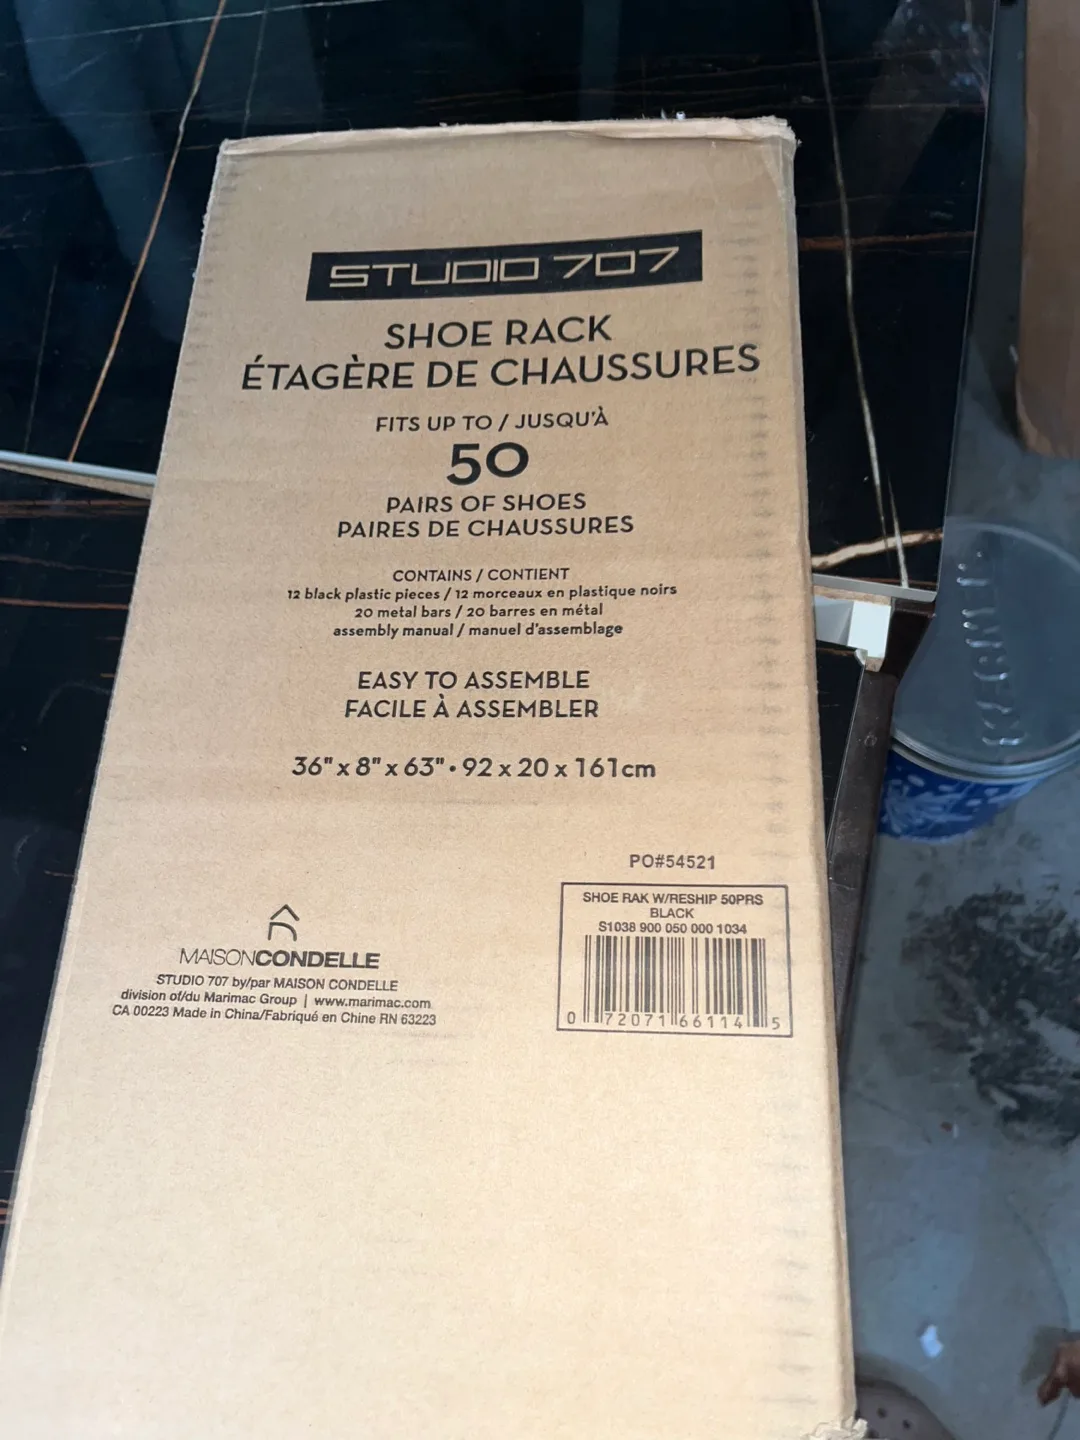 STUDIO 707
SHOE RACK
ÉTAGÈRE DE CHAUSSURES
FITS UP TO / JUSQU'À
50
PAIRS OF SHOES
PAIRES DE CHAUSSURES
CONTAINS / CONTIENT
12 black plastic pieces / 12 morceaux en plastique noirs
20 metal bars / 20 barres en métal
assembly manual / manuel d'assemblage
EASY TO ASSEMBLE
FACILE À ASSEMBLER
36" x 8" x 63" • 92 x 20 x 161cm
PO#54521
SHOE RAK W/RESHIP 50PRS
BLACK
S1038 900 050 000 1034
0 72071 66114 5
MAISONCONDELLE
STUDIO 707 by/par MAISON CONDELLE
division of/du Marimac Group | www.marimac.com
CA 00223 Made in China/Fabriqué en Chine RN 63223